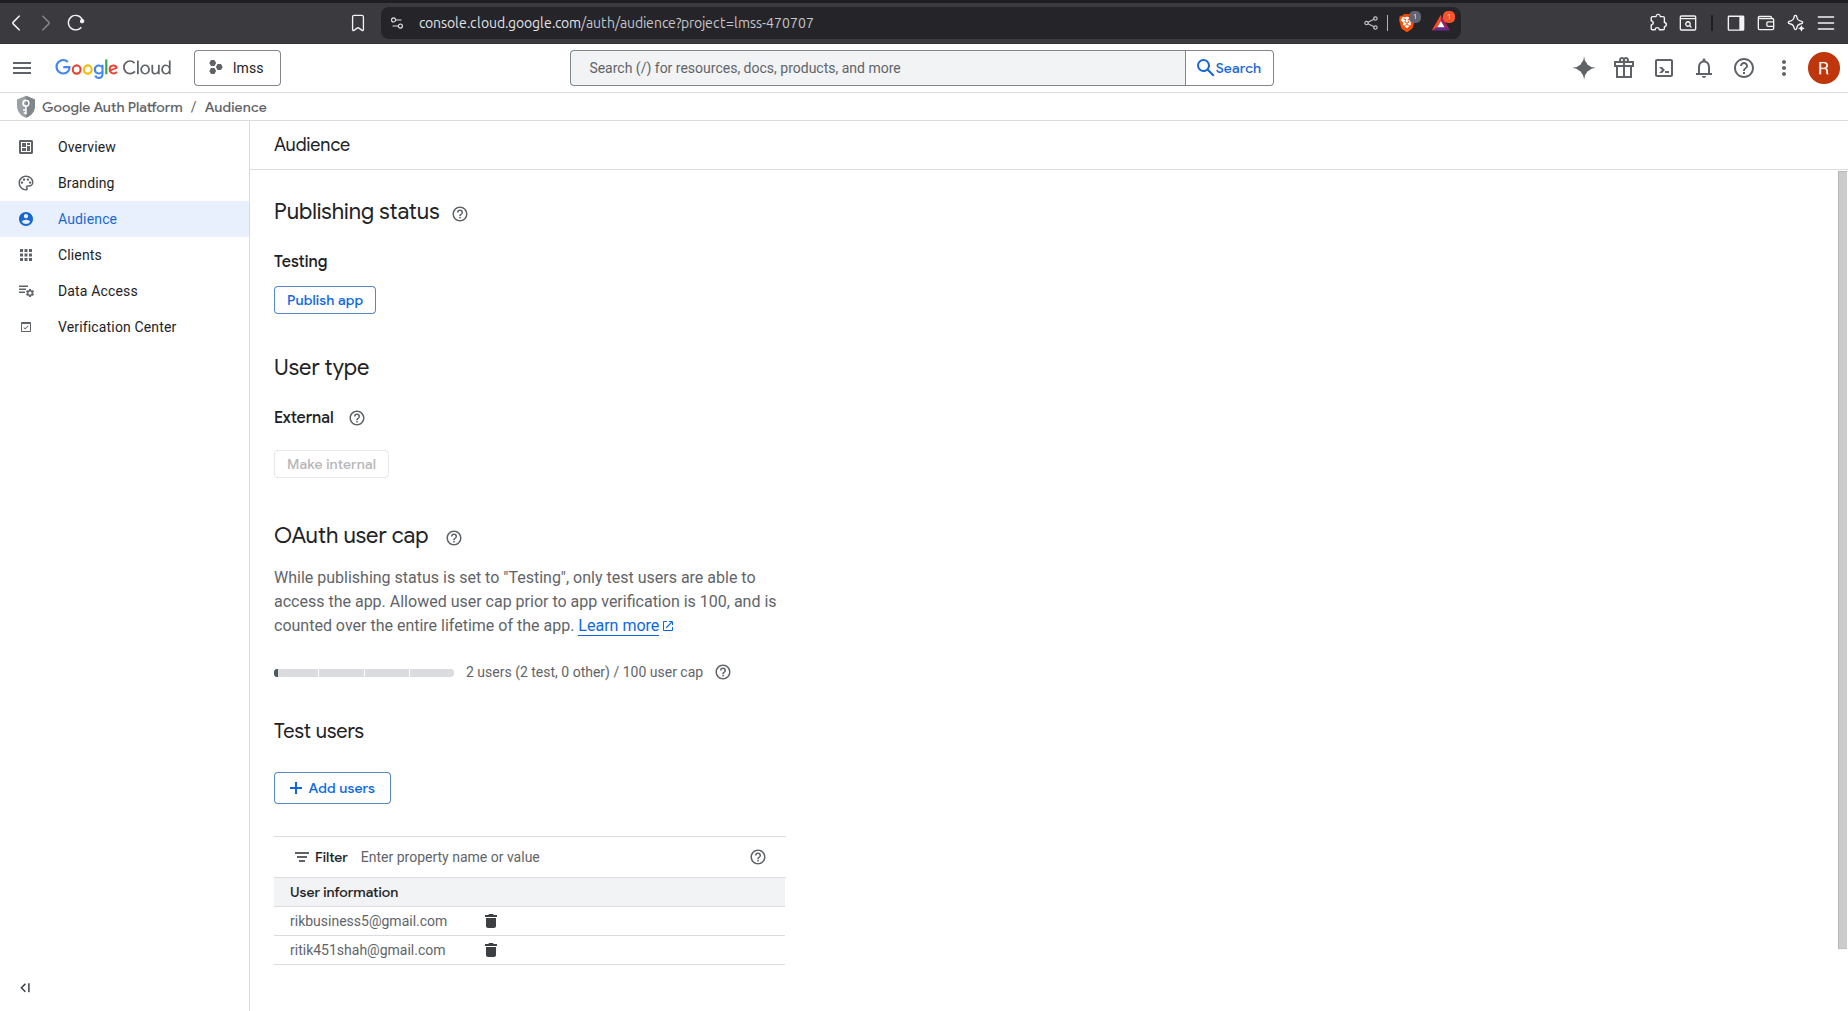 console.cloud.google.com/auth/audience?project=lmss-470707
1
1
Google Cloud
lmss
Search (/) for resources, docs, products, and more
Search
R
Google Auth Platform / Audience
Overview
Branding
Audience
Clients
Data Access
Verification Center
Audience
Publishing status
Testing
Publish app
User type
External
Make internal
OAuth user cap
While publishing status is set to "Testing", only test users are able to
access the app. Allowed user cap prior to app verification is 100, and is
counted over the entire lifetime of the app. Learn more
2 users (2 test, 0 other) / 100 user cap
Test users
+ Add users
Filter Enter property name or value
User information
rikbusiness5@gmail.com
ritik451shah@gmail.com